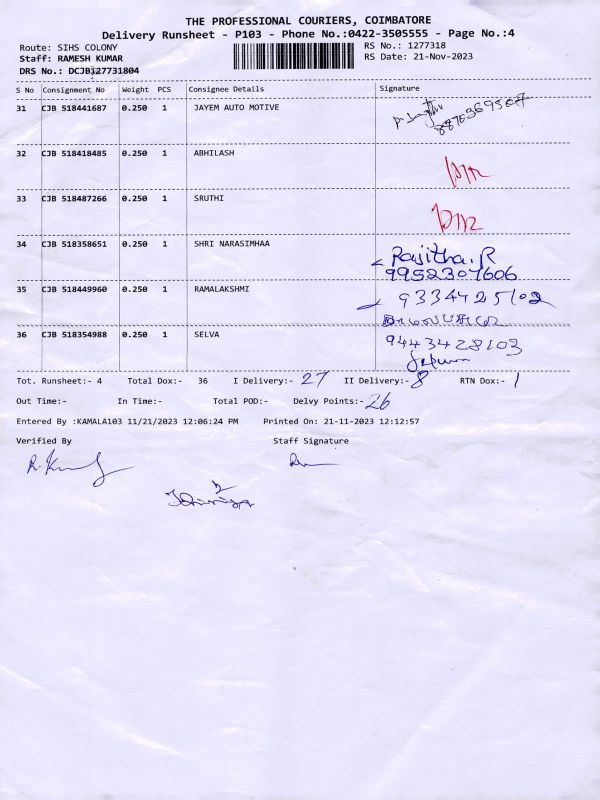 THE PROFESSIONAL COURIERS, COIMBATORE
Delivery Runsheet - P103 - Phone No.:0422-3505555 - Page No.:4
Route: SIHS COLONY
RS No.: 1277318
Staff: RAMESH KUMAR
RS Date: 21-Nov-2023
DRS No.: DCJB127731804
S No Consignment No Weight PCS Consignee Details Signature
31 CJB 518441687 0.250 1 JAYEM AUTO MOTIVE
32 CJB 518418485 0.250 1 ABHILASH
33 CJB 518487266 0.250 1 SRUTHI
34 CJB 518358651 0.250 1 SHRI NARASIMHAA Rajitha.R
9952307606
35 CJB 518449960 0.250 1 RAMALAKSHMI 9334425102
36 CJB 518354988 0.250 1 SELVA 9443428103
Tot. Runsheet:- 4 Total Dox:- 36 I Delivery:- 27 II Delivery:- 8 RTN Dox:- 1
Out Time:- In Time:- Total POD:- Delvy Points:- 26
Entered By :KAMALA103 11/21/2023 12:06:24 PM Printed On: 21-11-2023 12:12:57
Verified By Staff Signature